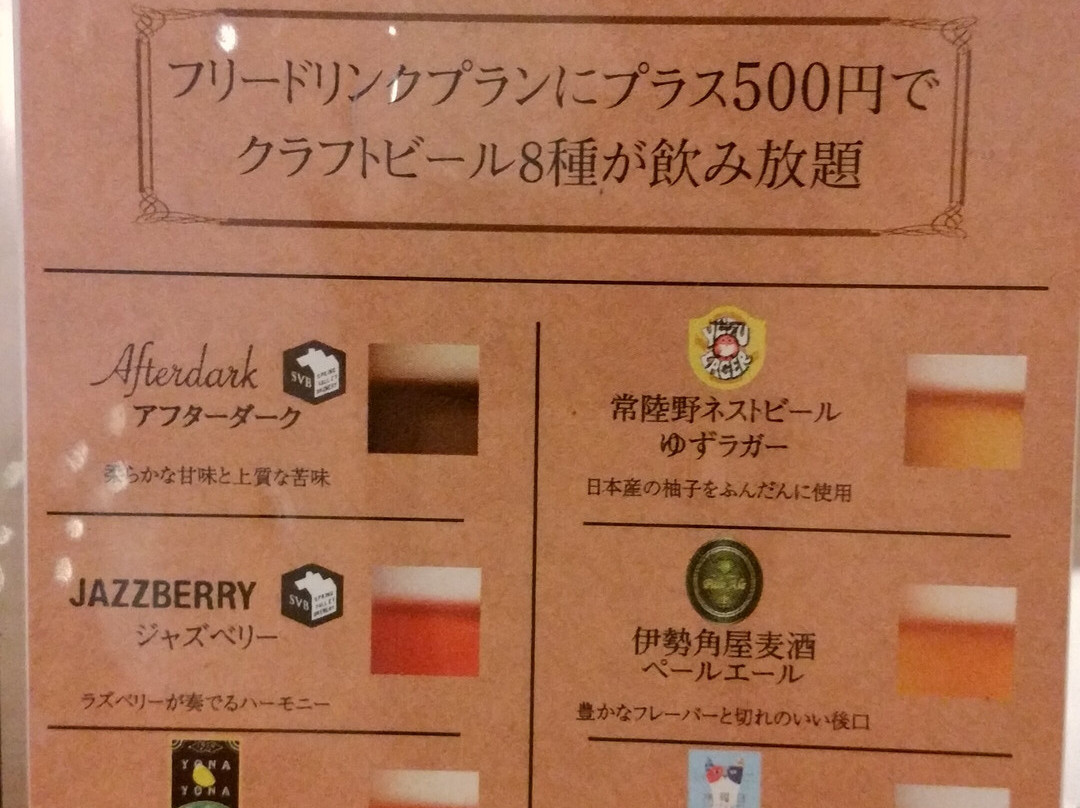 フリードリンクプランにプラス500円で
クラフトビール8種が飲み放題
Afterdark
SVB SPRING VALLEY BREWERY
アフターダーク
柔らかな甘味と上質な苦味
JAZZBERRY
SVB SPRING VALLEY BREWERY
ジャズベリー
ラズベリーが奏でるハーモニー
YONA
YONA
YUZU
LAGER
常陸野ネストビール
ゆずラガー
日本産の柚子をふんだんに使用
伊勢角屋麦酒
ペールエール
豊かなフレーバーと切れのいい後口